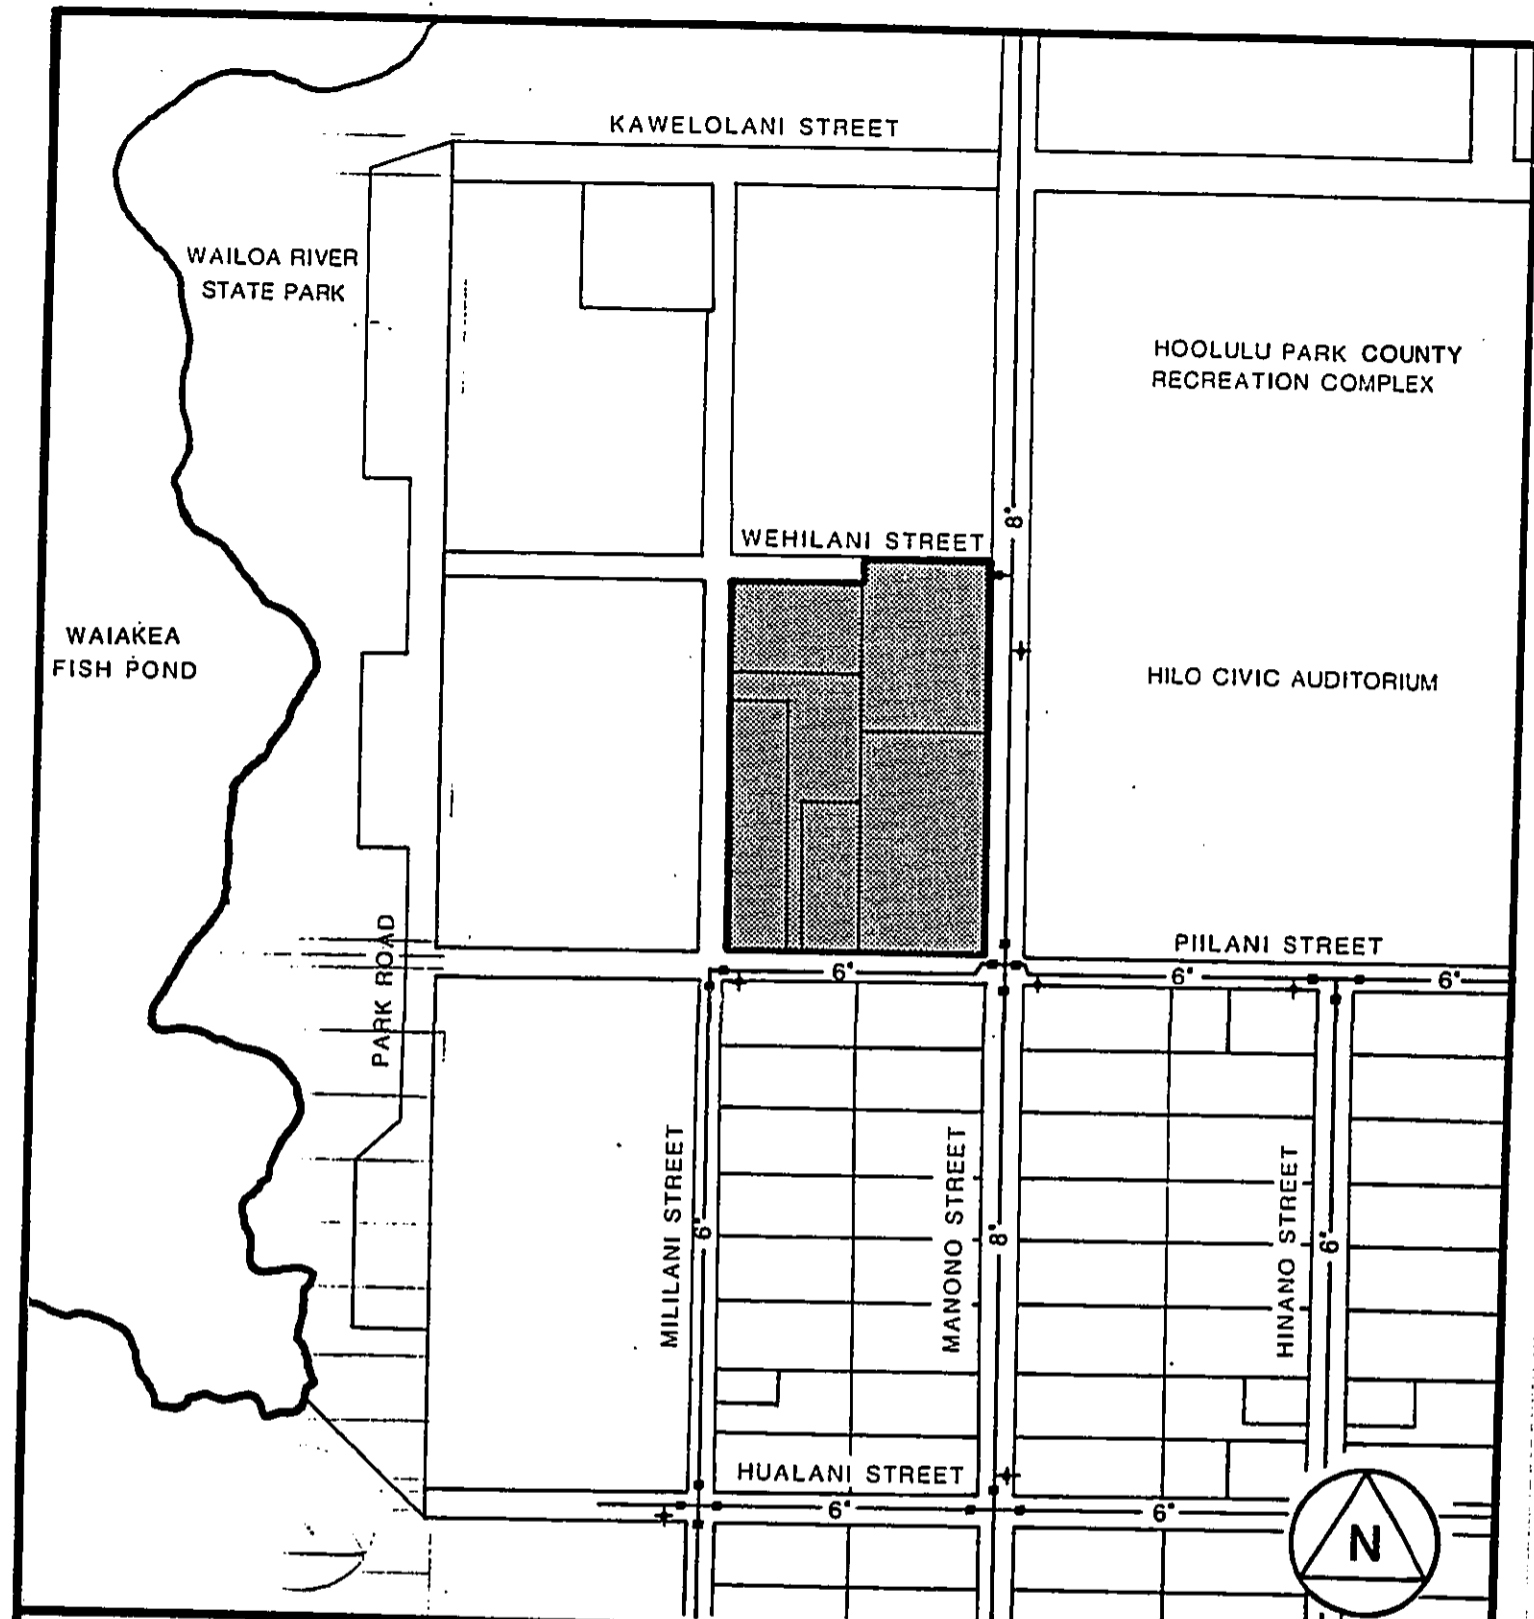 KAWELOLANI STREET
WAILOA RIVER
STATE PARK
HOOLULU PARK COUNTY
RECREATION COMPLEX
8"
WEHILANI STREET
WAIAKEA
FISH POND
HILO CIVIC AUDITORIUM
PARK ROAD
PIILANI STREET
6"
6"
6"
MILILANI STREET
6"
MANONO STREET
8"
HINANO STREET
6"
HUALANI STREET
6"
6"
N